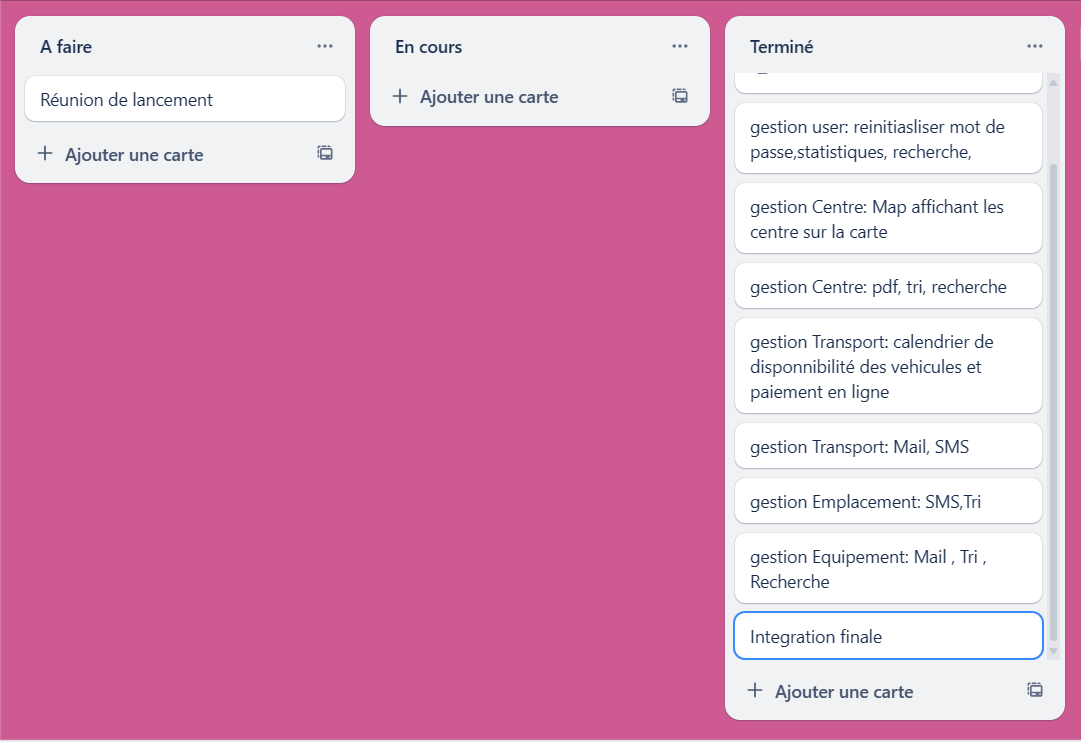 A faire
Réunion de lancement
Ajouter une carte
En cours
Ajouter une carte
Terminé
gestion user: reinitiasliser mot de
passe,statistiques, recherche,
gestion Centre: Map affichant les
centre sur la carte
gestion Centre: pdf, tri, recherche
gestion Transport: calendrier de
disponnibilité des vehicules et
paiement en ligne
gestion Transport: Mail, SMS
gestion Emplacement: SMS,Tri
gestion Equipement: Mail , Tri ,
Recherche
Integration finale
Ajouter une carte